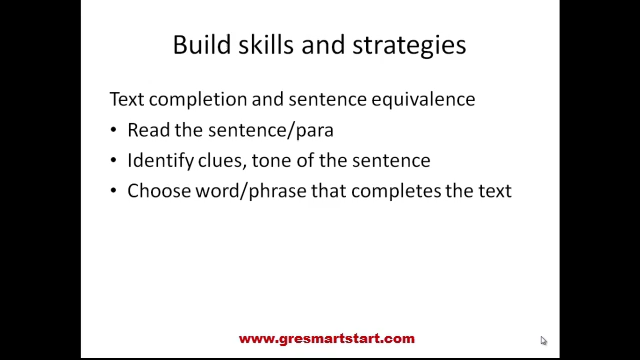 Build skills and strategies
Text completion and sentence equivalence
• Read the sentence/para
• Identify clues, tone of the sentence
• Choose word/phrase that completes the text
www.gresmartstart.com